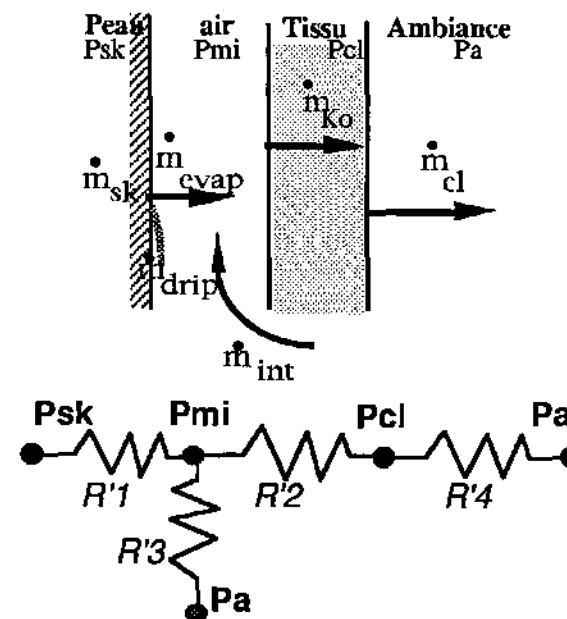 Peau air Tissu Ambiance
Psk Pmi Pcl Pa
ṁ Ko
ṁ sk ṁ evap ṁ cl
ṁ drip
ṁ int
Psk Pmi Pcl Pa
R'1 R'2 R'4
R'3
Pa